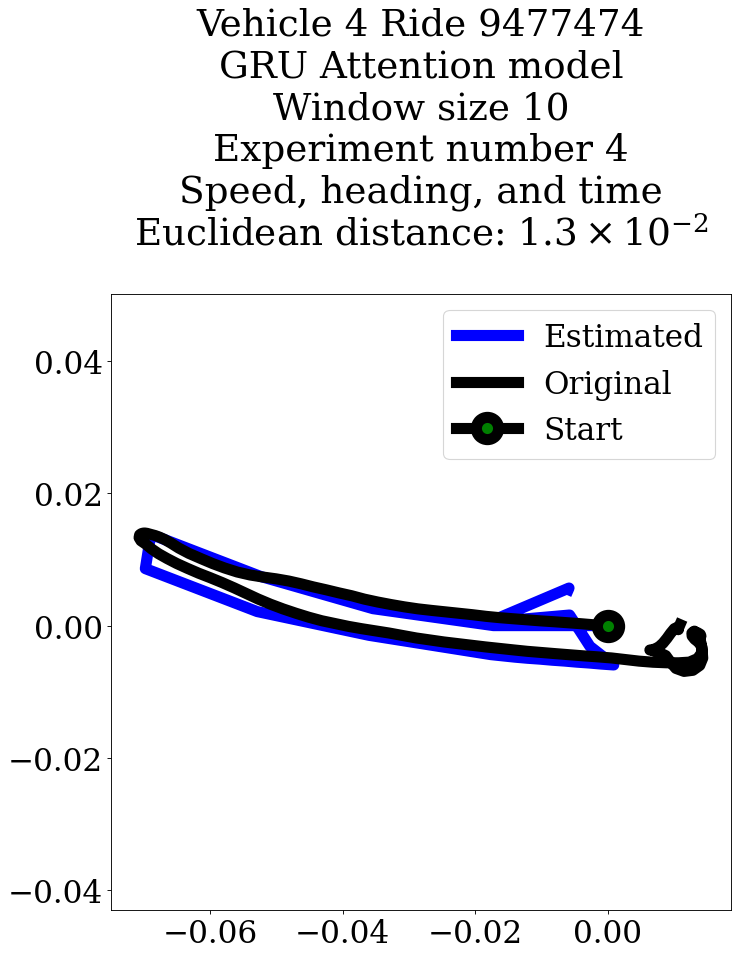 Vehicle 4 Ride 9477474
GRU Attention model
Window size 10
Experiment number 4
Speed, heading, and time
Euclidean distance: 1.3 × 10⁻²
Estimated
Original
Start
0.04
0.02
0.00
−0.02
−0.04
−0.06 −0.04 −0.02 0.00